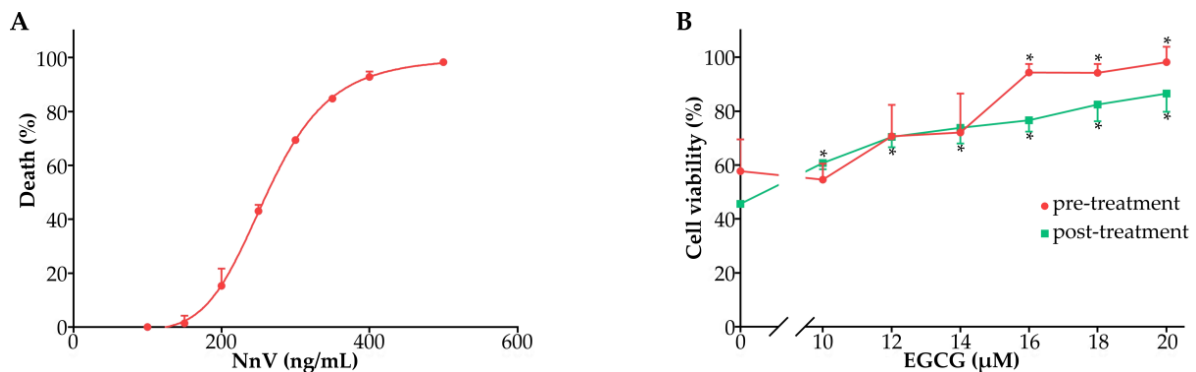 A
Death (%)
100
80
60
40
20
0
0
200
400
600
NnV (ng/mL)
B
Cell viability (%)
100
80
60
40
20
0
0
10
12
14
16
18
20
EGCG (μM)
* * * * * * * * *
pre-treatment
post-treatment